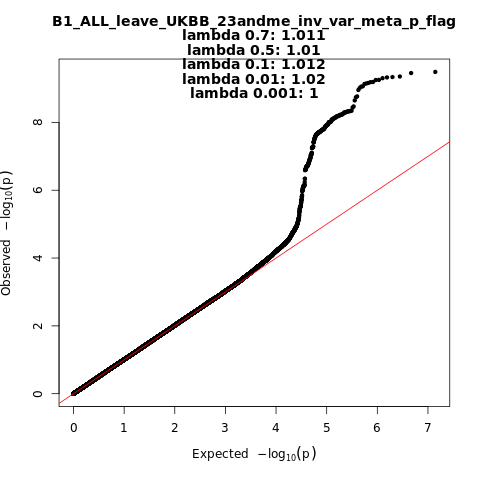 B1_ALL_leave_UKBB_23andme_inv_var_meta_p_flag
lambda 0.7: 1.011
lambda 0.5: 1.01
lambda 0.1: 1.012
lambda 0.01: 1.02
lambda 0.001: 1
Observed −log10(p)
8
6
4
2
0
0 1 2 3 4 5 6 7
Expected −log10(p)